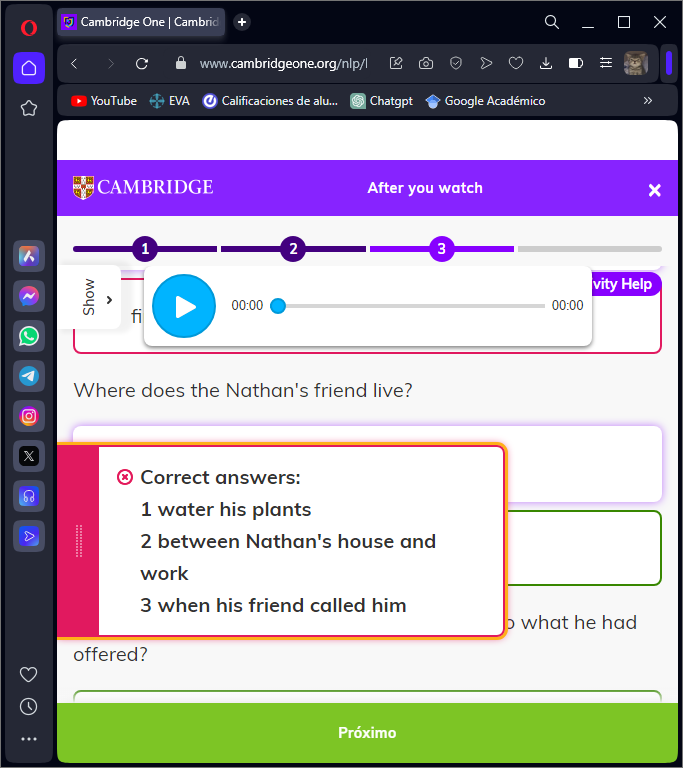 Cambridge One | Cambrid
www.cambridgeone.org/nlp/l
YouTube
EVA
Calificaciones de alu...
Chatgpt
Google Académico
CAMBRIDGE
After you watch
1
2
3
Show
00:00
00:00
vity Help
fi
Where does the Nathan's friend live?
Correct answers:
1 water his plants
2 between Nathan's house and
work
3 when his friend called him
o what he had
offered?
Próximo